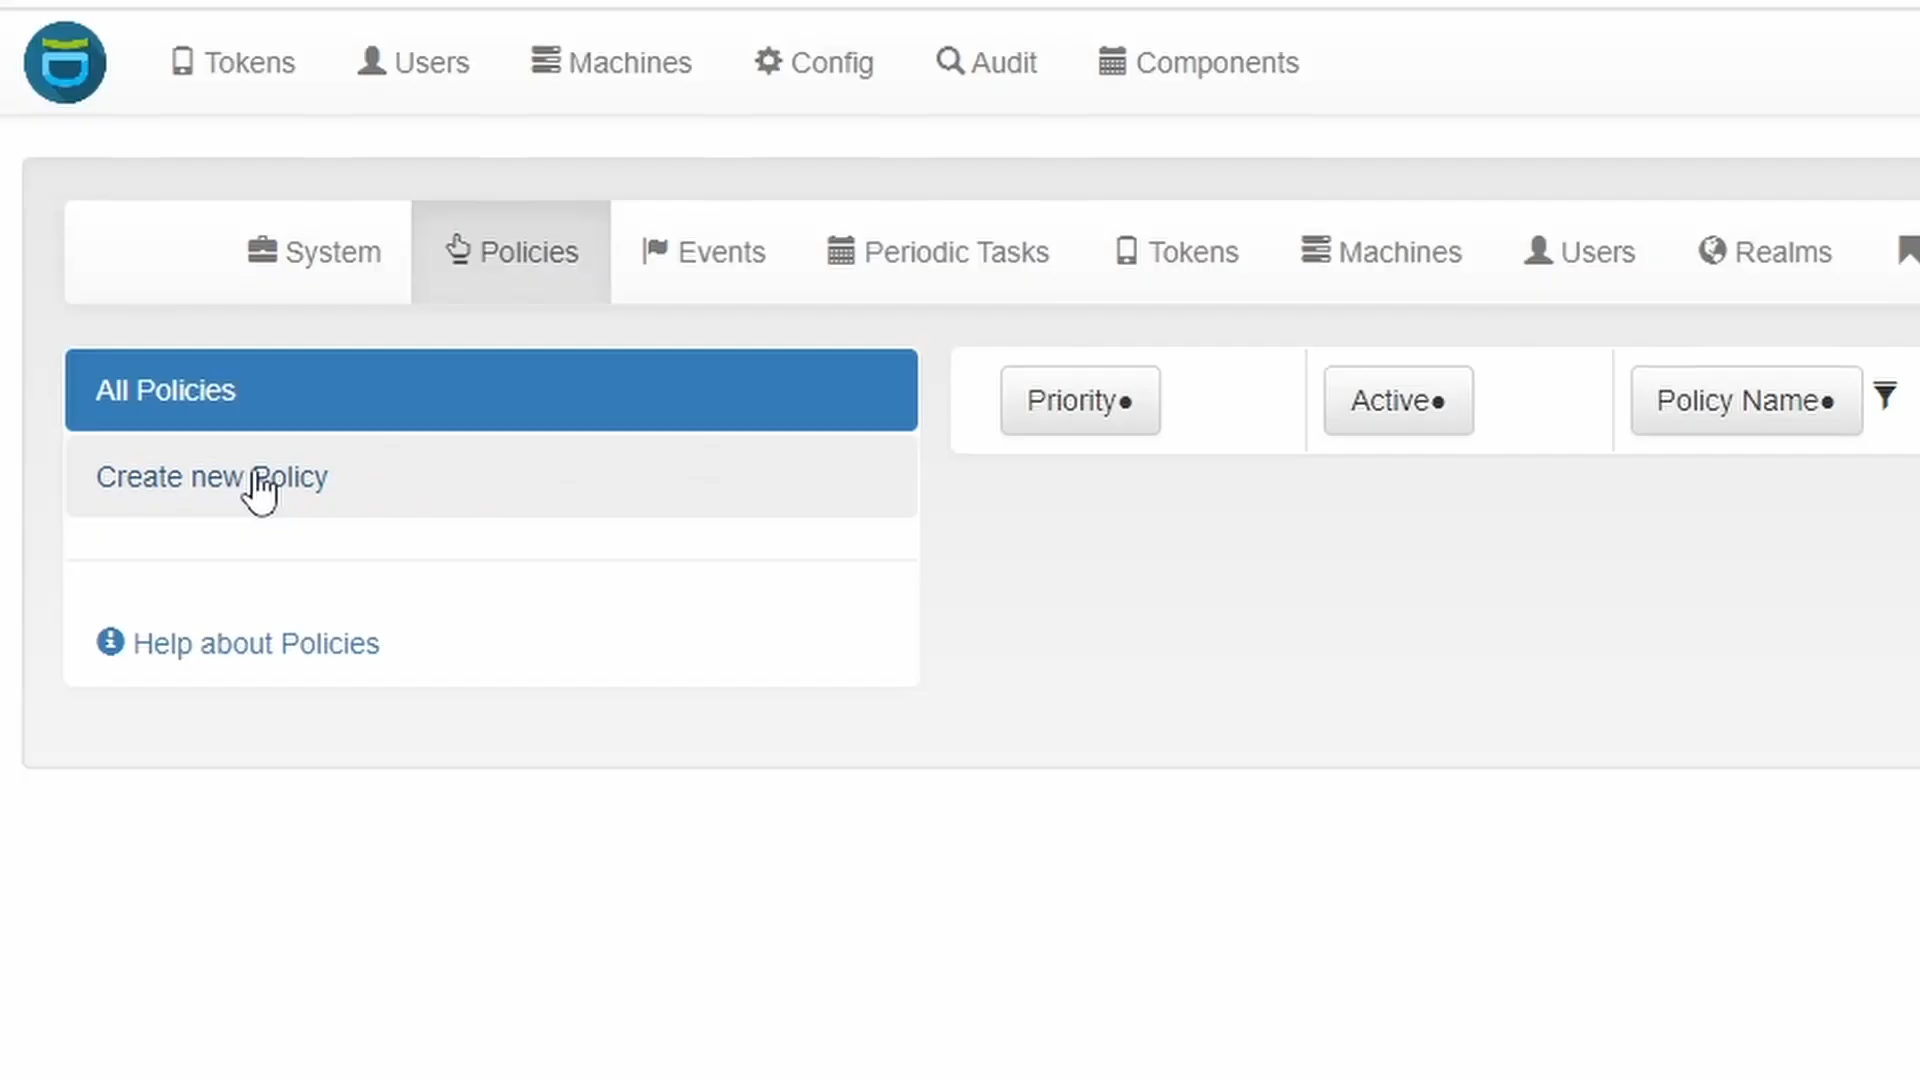 Tokens Users Machines Config Audit Components
System Policies Events Periodic Tasks Tokens Machines Users Realms
All Policies
Priority● Active● Policy Name●
Create new Policy
Help about Policies